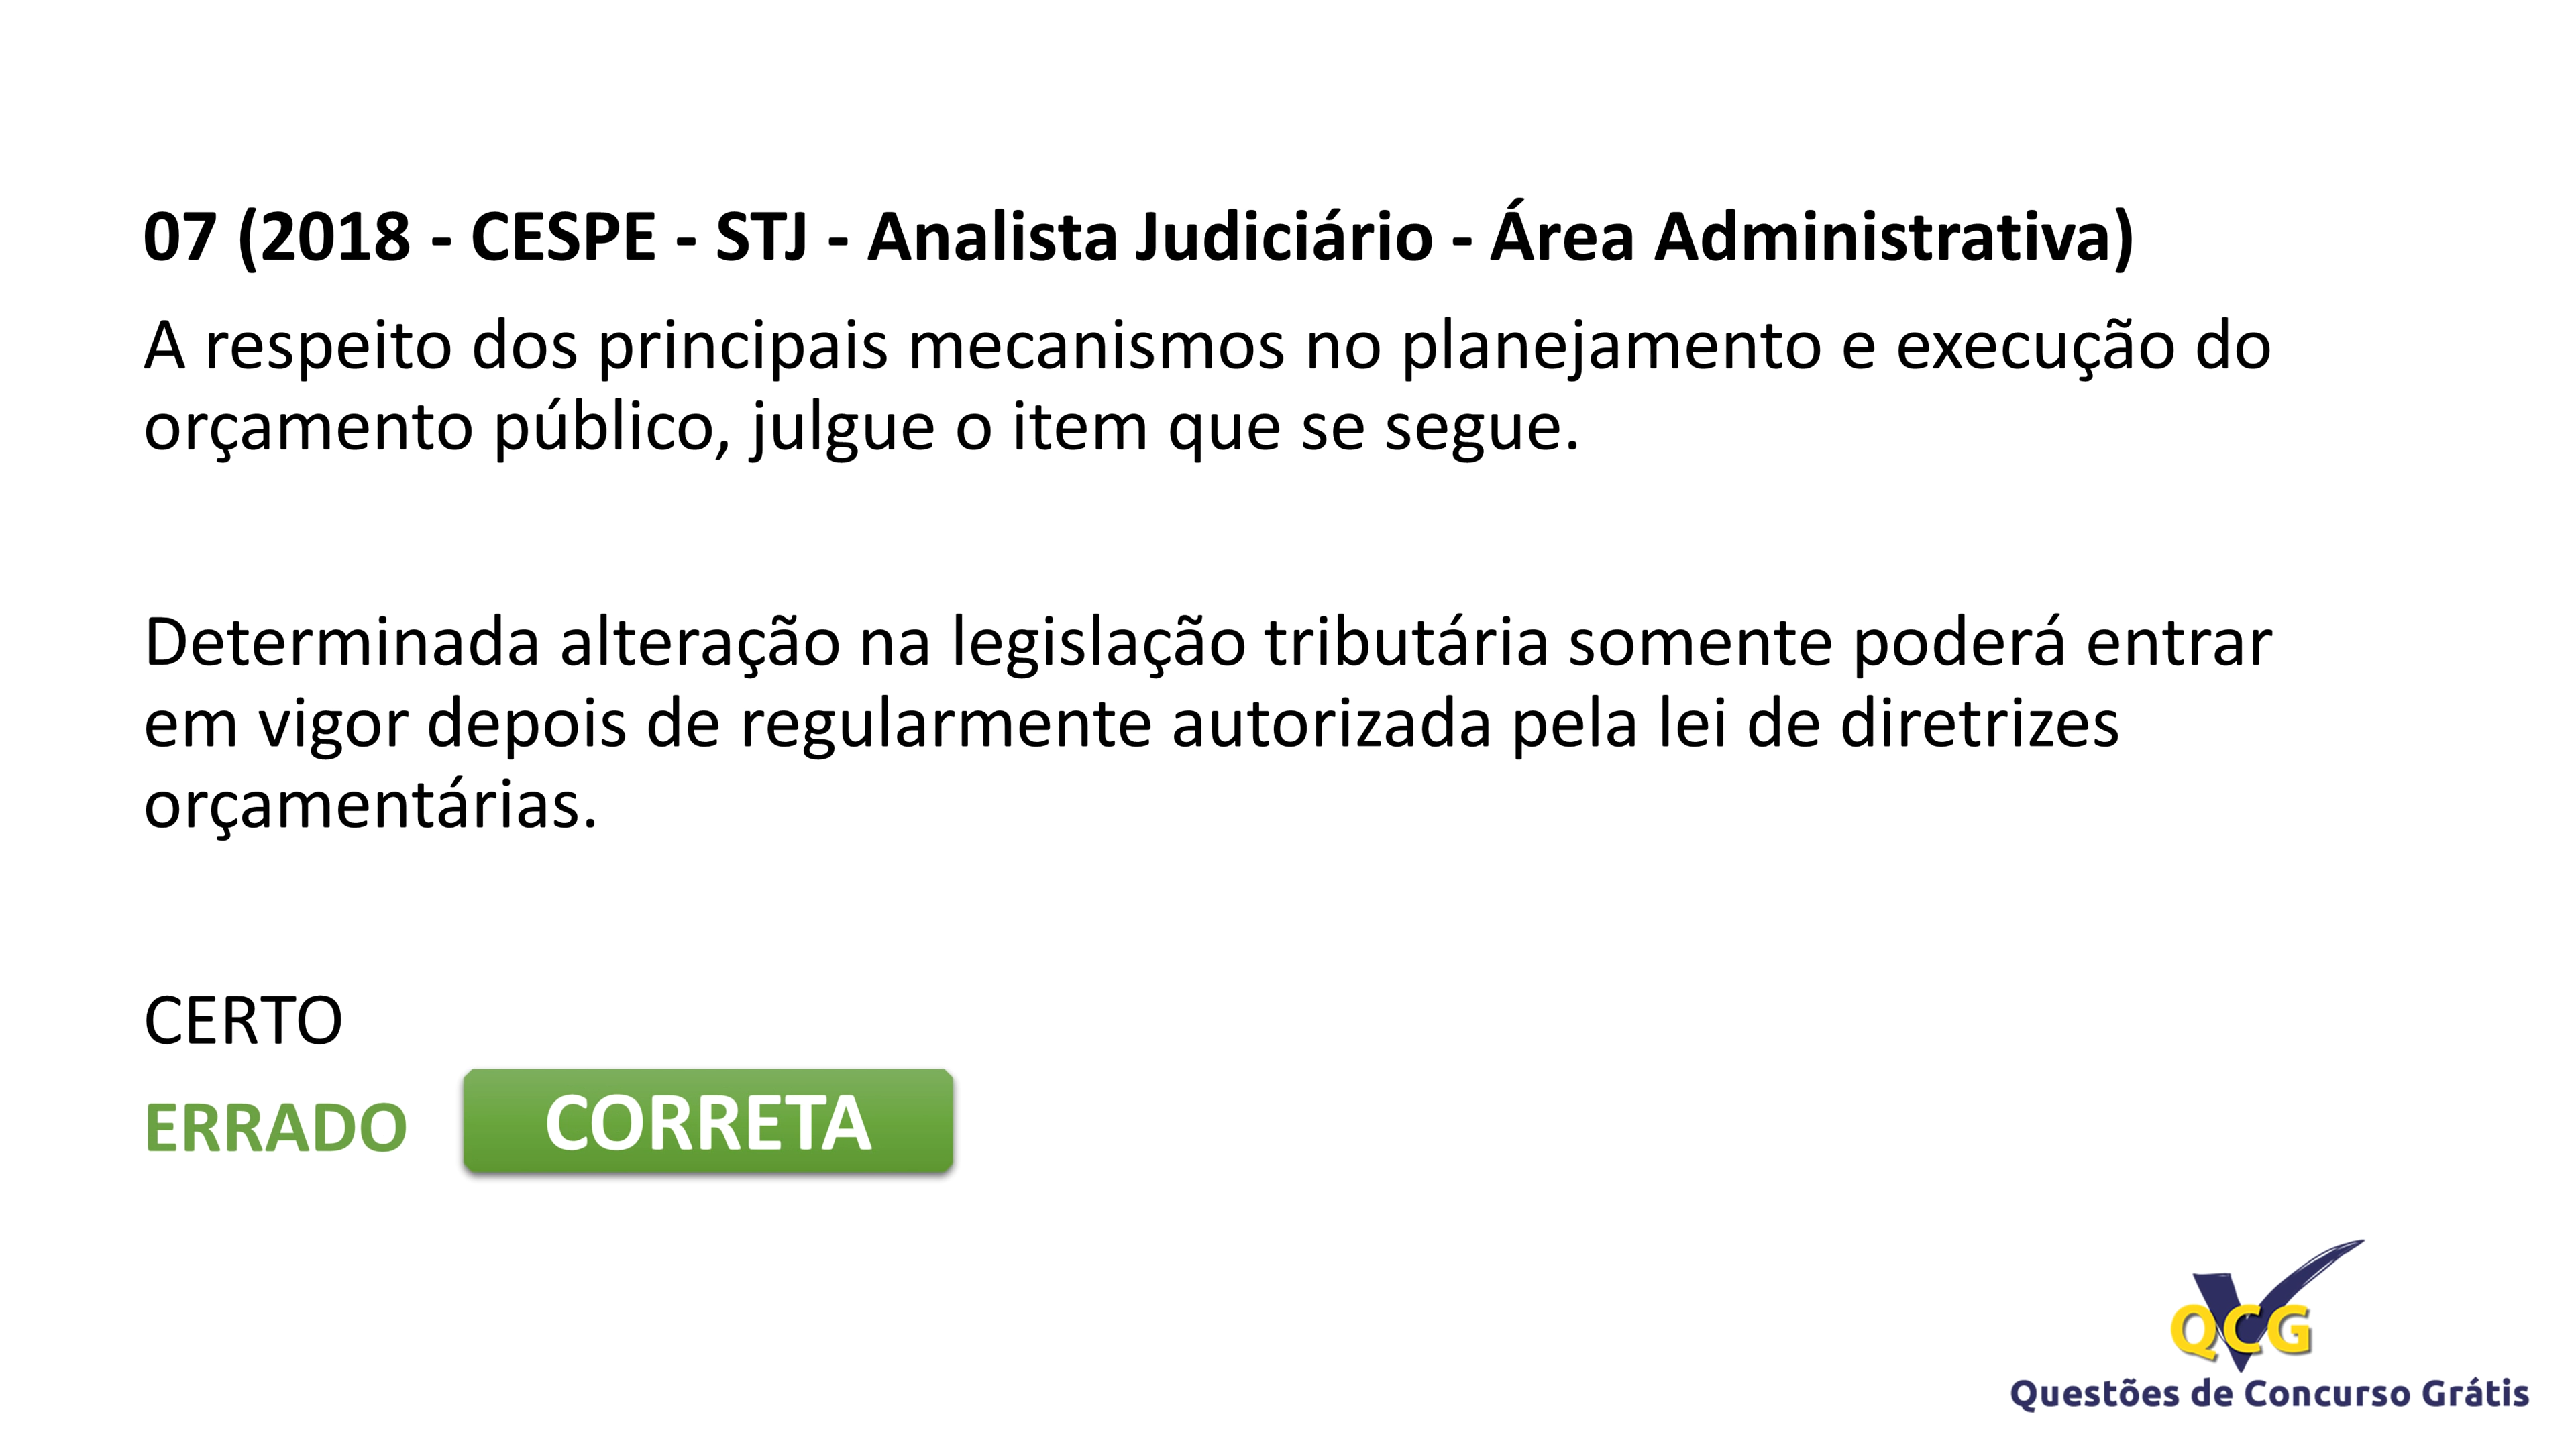 07 (2018 - CESPE - STJ - Analista Judiciário - Área Administrativa)
A respeito dos principais mecanismos no planejamento e execução do
orçamento público, julgue o item que se segue.
Determinada alteração na legislação tributária somente poderá entrar
em vigor depois de regularmente autorizada pela lei de diretrizes
orçamentárias.
CERTO
ERRADO CORRETA
QCG
Questões de Concurso Grátis